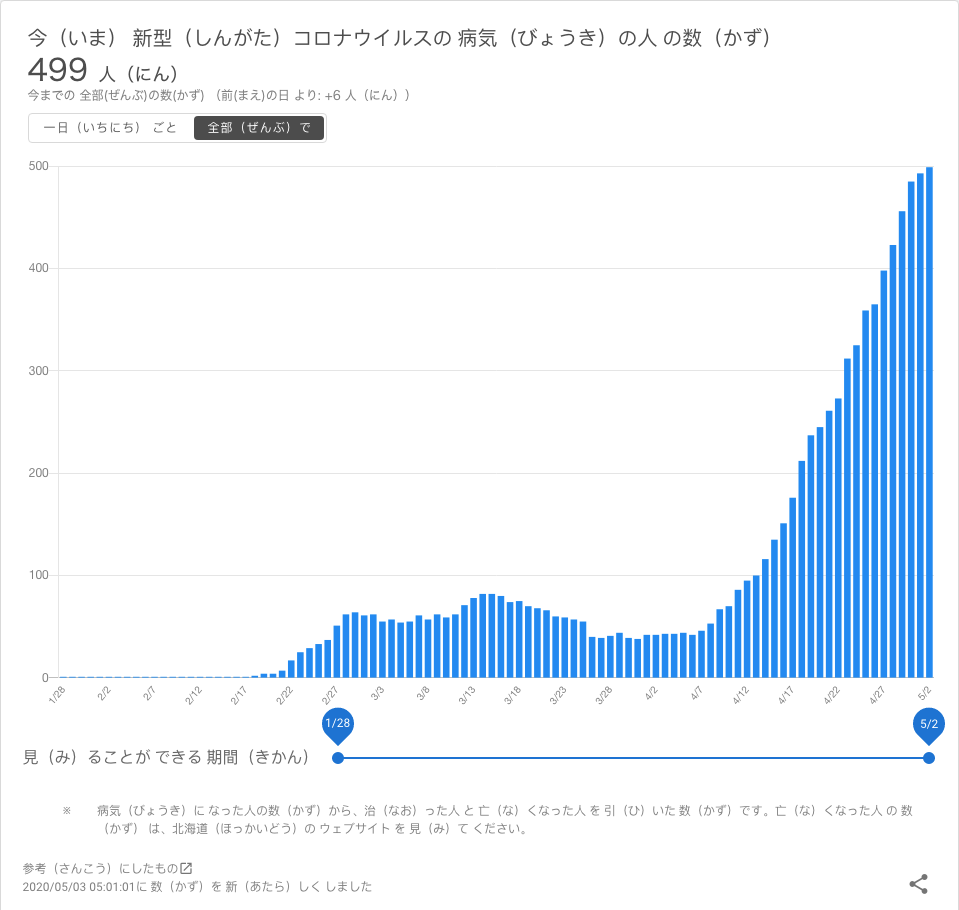 今（いま） 新型（しんがた）コロナウイルスの 病気（びょうき）の人 の数（かず）
499 人（にん）
今までの 全部(ぜんぶ)の数(かず) （前(まえ)の日 より: +6 人（にん））
一日（いちにち） ごと 全部（ぜんぶ）で
500
400
300
200
100
0
1/28 2/2 2/7 2/12 2/17 2/22 2/27 3/3 3/8 3/13 3/18 3/23 3/28 4/2 4/7 4/12 4/17 4/22 4/27 5/2
1/28 5/2
見（み）ることが できる 期間（きかん）
※ 病気（びょうき）に なった人の数（かず）から、治（なお）った人 と 亡（な）くなった人 を 引（ひ）いた 数（かず）です。亡（な）くなった人 の 数
（かず） は、北海道（ほっかいどう）の ウェブサイト を 見（み）て ください。
参考（さんこう）にしたもの
2020/05/03 05:01:01に 数（かず）を 新（あたら）しく しました